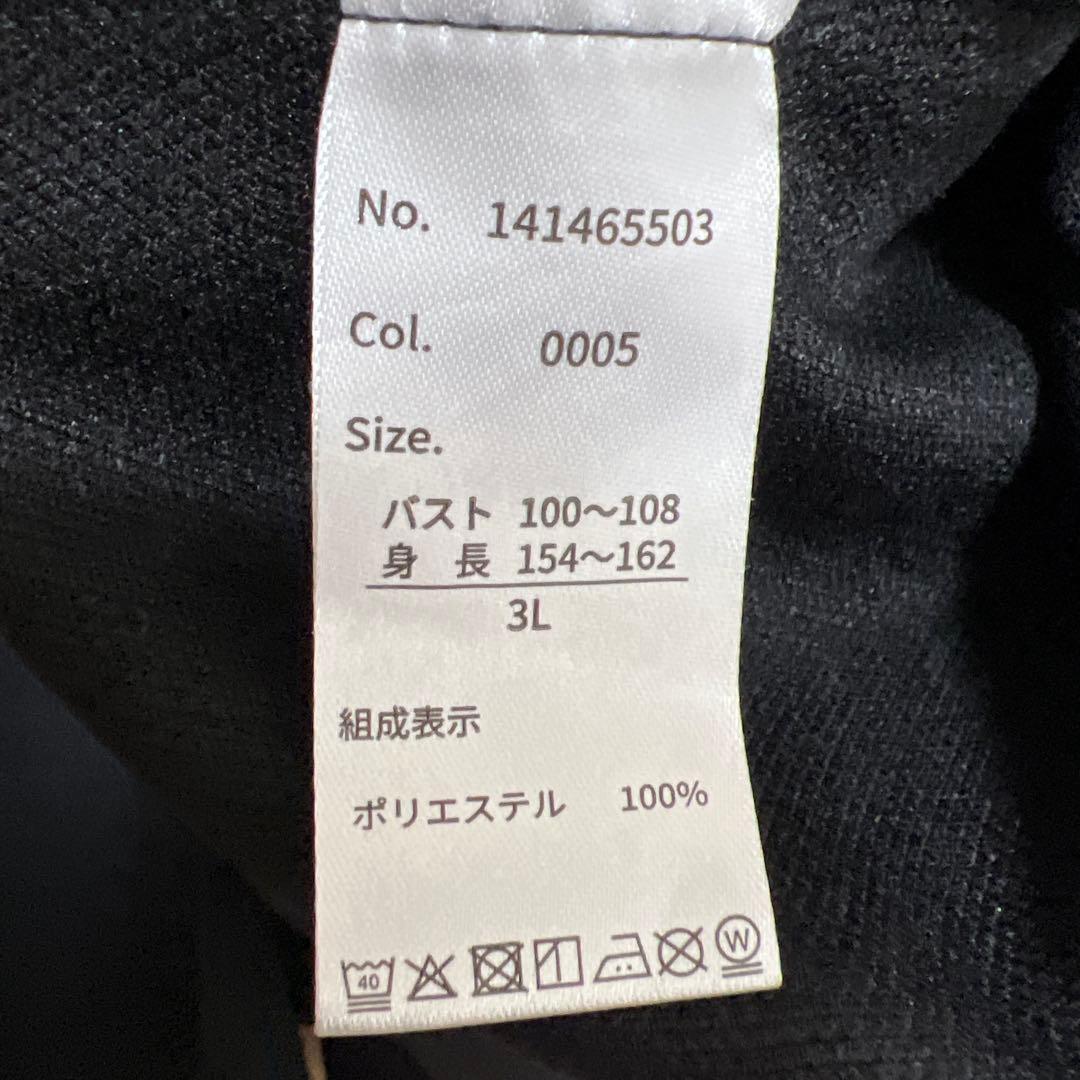 No. 141465503
Col. 0005
Size.
バスト 100～108
身 長 154～162
3L
組成表示
ポリエステル 100%
40
W